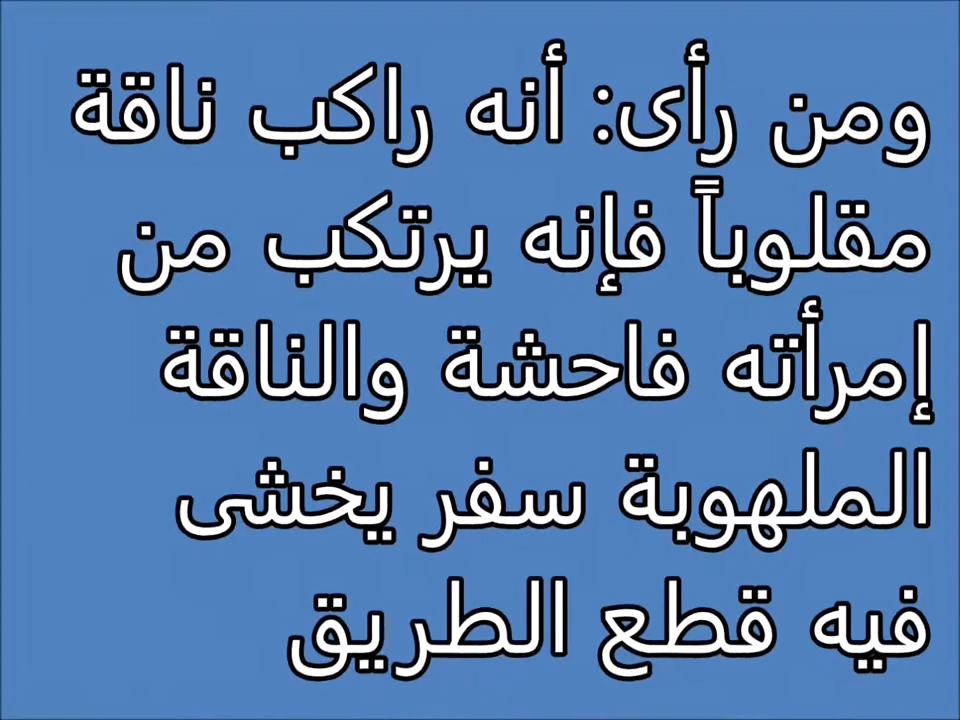 ومن رأى: أنه راكب ناقة
مقلوباً فإنه يرتكب من
إمرأته فاحشة والناقة
الملهوبة سفر يخشى
فيه قطع الطريق